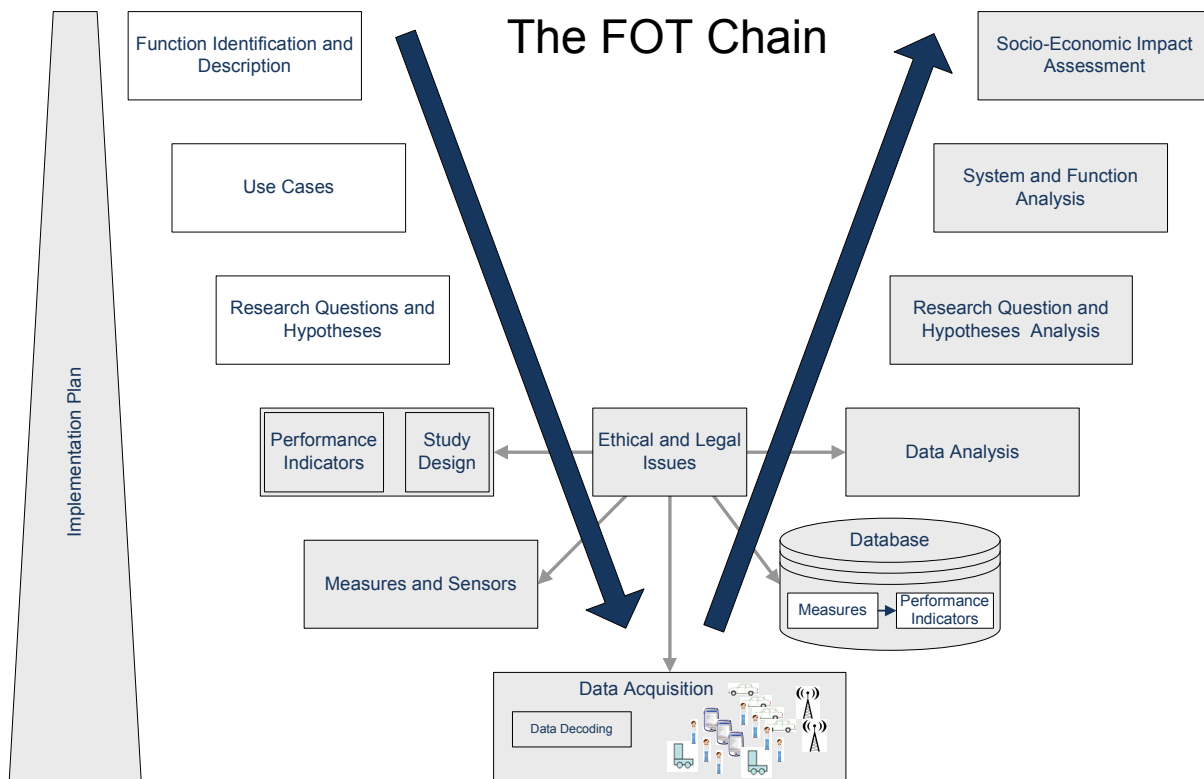 The FOT Chain
Function Identification and
Description
Socio-Economic Impact
Assessment
Use Cases
System and Function
Analysis
Research Questions and
Hypotheses
Research Question and
Hypotheses Analysis
Implementation Plan
Performance
Indicators
Study
Design
Ethical and Legal
Issues
Data Analysis
Measures and Sensors
Database
Measures
Performance
Indicators
Data Acquisition
Data Decoding